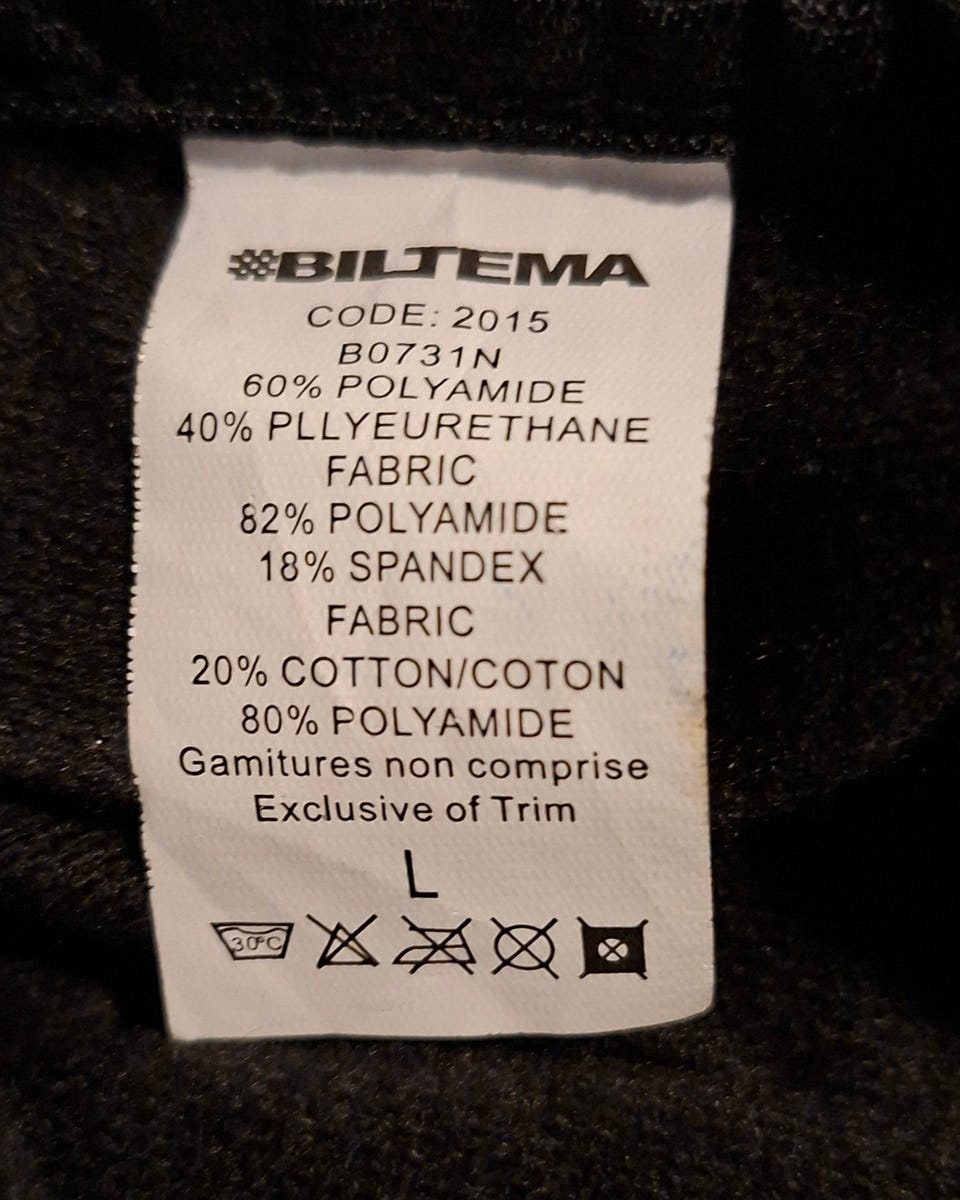 BILTEMA
CODE: 2015
B0731N
60% POLYAMIDE
40% PLLYEURETHANE
FABRIC
82% POLYAMIDE
18% SPANDEX
FABRIC
20% COTTON/COTON
80% POLYAMIDE
Gamitures non comprise
Exclusive of Trim
L
30°C